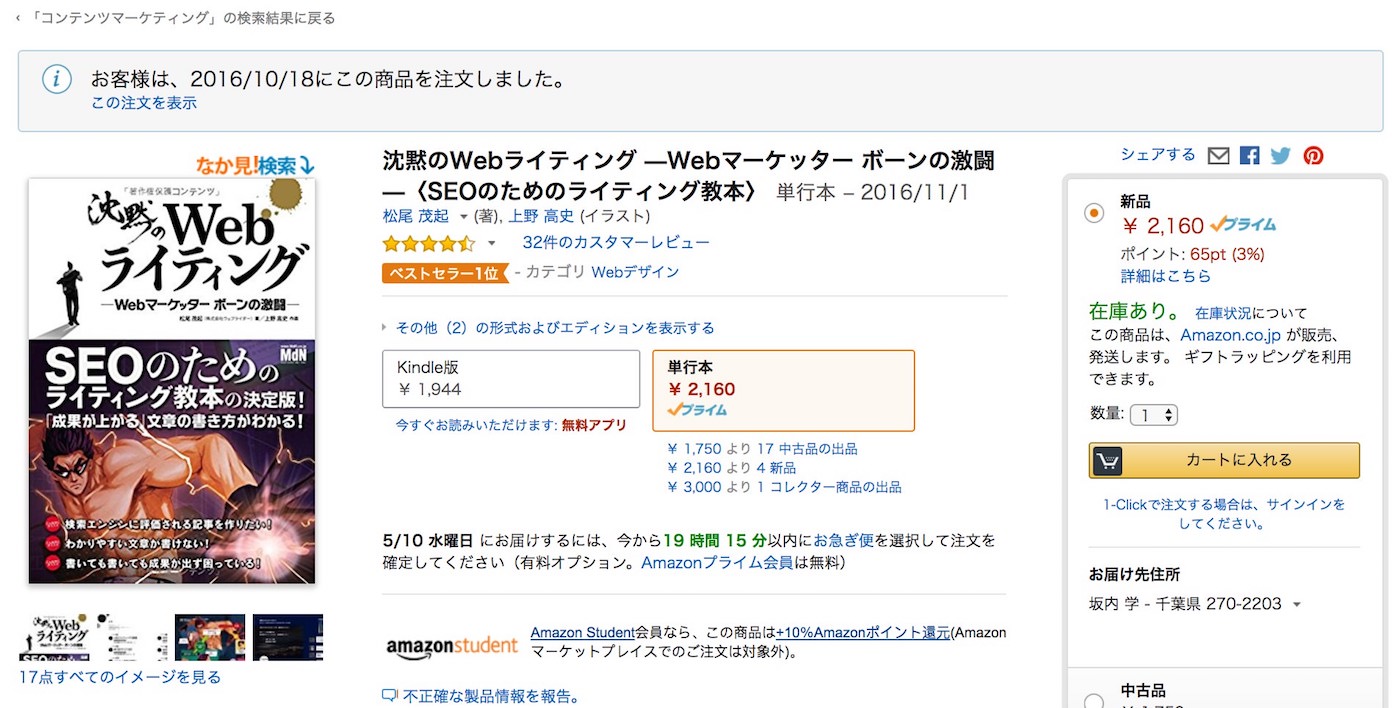 ‹ 「コンテンツマーケティング」の検索結果に戻る
お客様は、2016/10/18にこの商品を注文しました。
この注文を表示
なか見!検索
「著作権保護コンテンツ」
沈黙のWebライティング
—Webマーケッター ボーンの激闘—
SEOのための
ライティング教本の決定版!
「成果が上がる」文章の書き方がわかる!
MdN
検索エンジンに評価される記事を作りたい!
わかりやすい文章が書けない!
書いても書いても成果が出ず困っている!
17点すべてのイメージを見る
沈黙のWebライティング —Webマーケッター ボーンの激闘
—〈SEOのためのライティング教本〉 単行本 – 2016/11/1
松尾 茂起 (著), 上野 高史 (イラスト)
32件のカスタマーレビュー
ベストセラー1位 - カテゴリ Webデザイン
その他（2）の形式およびエディションを表示する
Kindle版
￥ 1,944
今すぐお読みいただけます: 無料アプリ
単行本
￥ 2,160
プライム
￥ 1,750 より 17 中古品の出品
￥ 2,160 より 4 新品
￥ 3,000 より 1 コレクター商品の出品
5/10 水曜日 にお届けするには、今から19 時間 15 分以内にお急ぎ便を選択して注文を
確定してください（有料オプション。Amazonプライム会員は無料）
amazonstudent
Amazon Student会員なら、この商品は+10%Amazonポイント還元(Amazon
マーケットプレイスでのご注文は対象外)。
不正確な製品情報を報告。
シェアする
新品
￥ 2,160 プライム
ポイント: 65pt (3%)
詳細はこちら
在庫あり。 在庫状況について
この商品は、Amazon.co.jp が販売、
発送します。 ギフトラッピングを利用
できます。
数量: 1
カートに入れる
1-Clickで注文する場合は、サインインを
してください。
お届け先住所
坂内 学 - 千葉県 270-2203
中古品